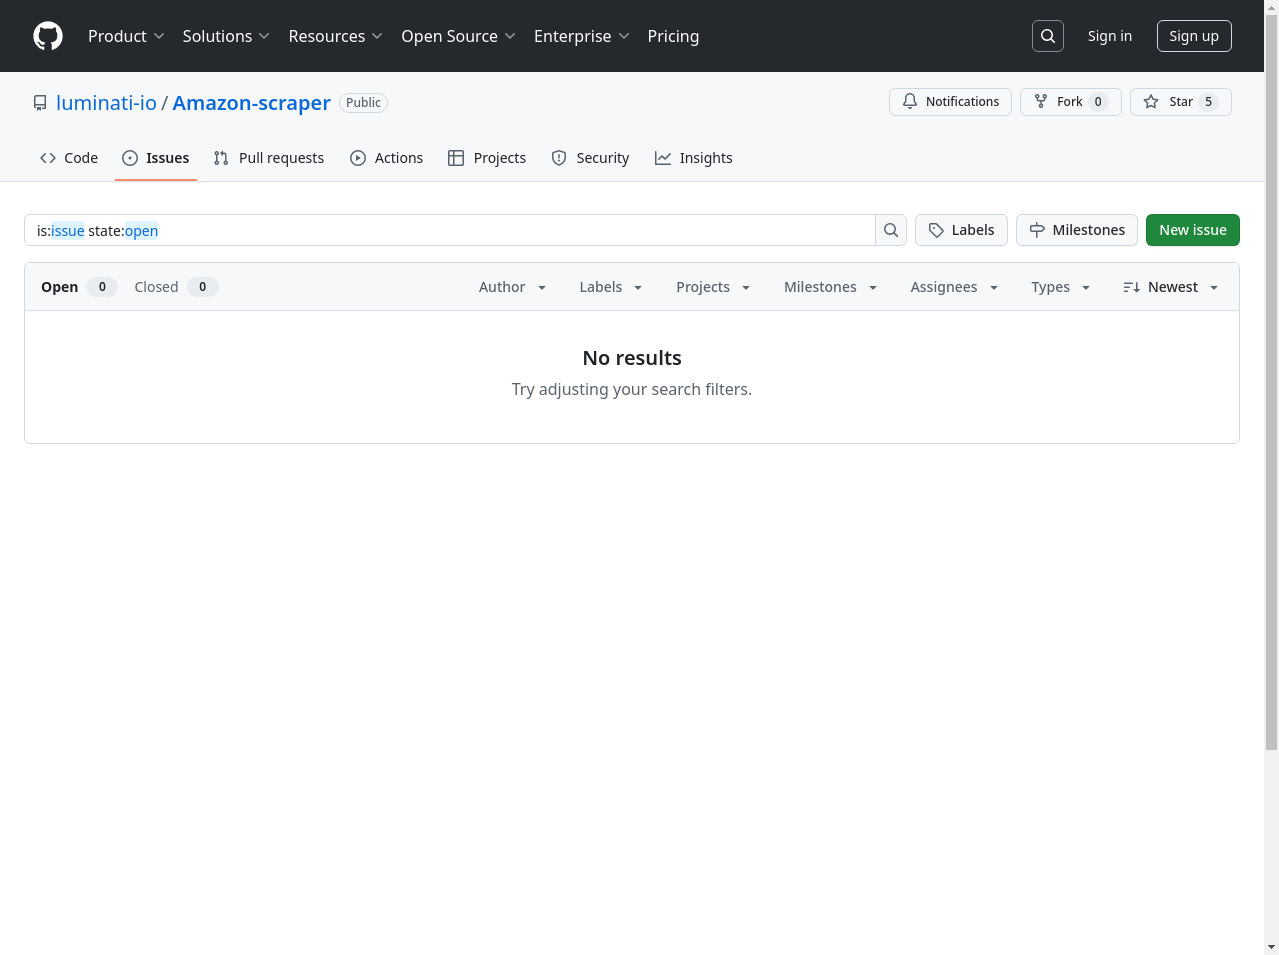 Product Solutions Resources Open Source Enterprise Pricing Sign in Sign up
luminati-io / Amazon-scraper Public Notifications Fork 0 Star 5
Code Issues Pull requests Actions Projects Security Insights
is:issue state:open Labels Milestones New issue
Open 0 Closed 0 Author Labels Projects Milestones Assignees Types Newest
No results
Try adjusting your search filters.